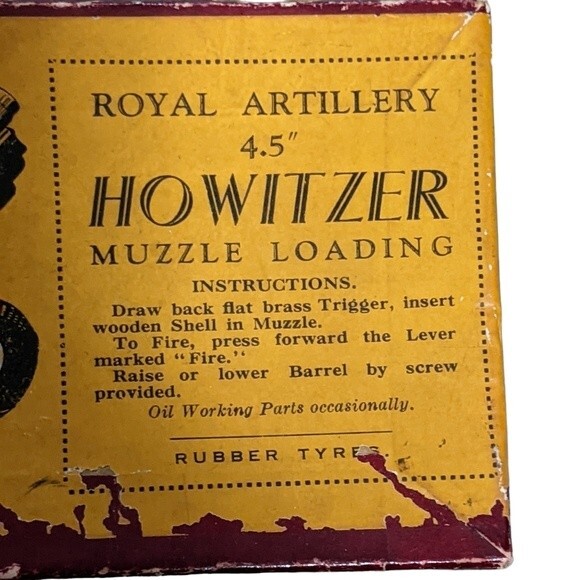 ROYAL ARTILLERY
4.5"
HOWITZER
MUZZLE LOADING
INSTRUCTIONS.
Draw back flat brass Trigger, insert
wooden Shell in Muzzle.
To Fire, press forward the Lever
marked "Fire."
Raise or lower Barrel by screw
provided.
Oil Working Parts occasionally.
RUBBER TYRES.